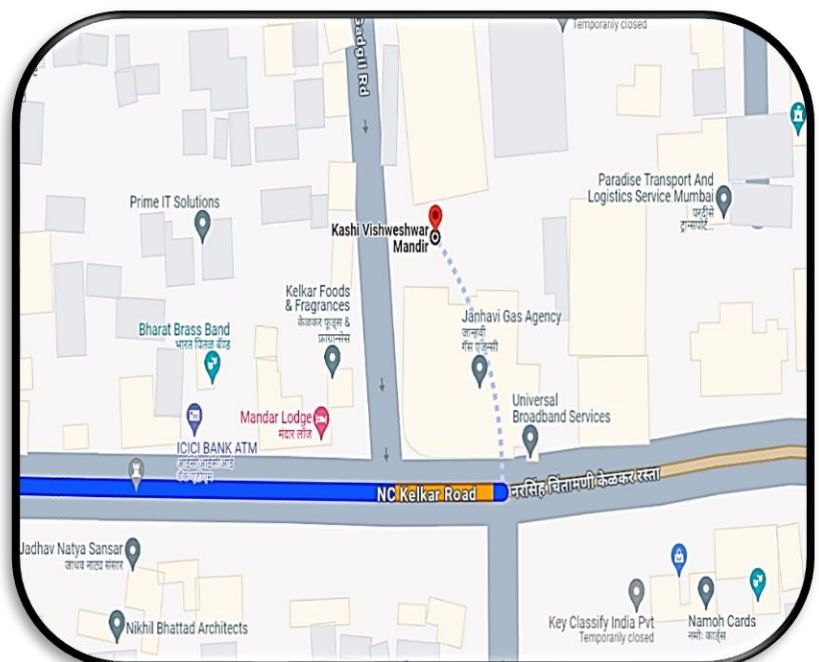 Temporarily closed
Gadgil Rd
Paradise Transport And
Logistics Service Mumbai
Prime IT Solutions
Kashi Vishweshwar
Mandir
Kelkar Foods
& Fragrances
केळकर फूड्स &
फ्राग्रान्सेस
Janhavi Gas Agency
जान्हवी
गॅस एजन्सी
Bharat Brass Band
भारत पितळ बॅण्ड
Universal
Broadband Services
Mandar Lodge
मंदार लॉज
ICICI BANK ATM
NC Kelkar Road
नरसिंह चिंतामणी केळकर रस्ता
Jadhav Natya Sansar
जाधव नाट्य संसार
Nikhil Bhattad Architects
Key Classify India Pvt
Temporarily closed
Namoh Cards
नमोः कार्ड्स